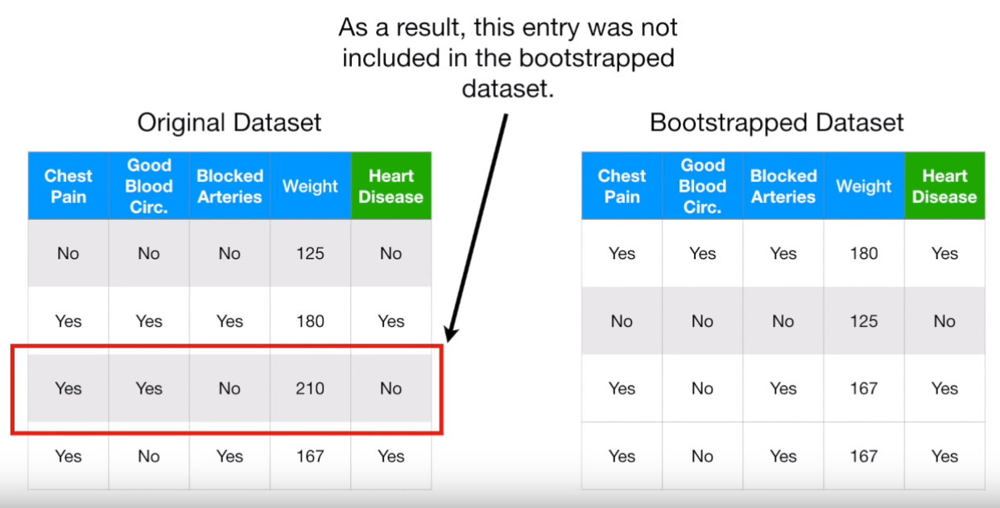 As a result, this entry was not
included in the bootstrapped
dataset.
Original Dataset
Chest Pain Good Blood Circ. Blocked Arteries Weight Heart Disease
No No No 125 No
Yes Yes Yes 180 Yes
Yes Yes No 210 No
Yes No Yes 167 Yes
Bootstrapped Dataset
Chest Pain Good Blood Circ. Blocked Arteries Weight Heart Disease
Yes Yes Yes 180 Yes
No No No 125 No
Yes No Yes 167 Yes
Yes No Yes 167 Yes